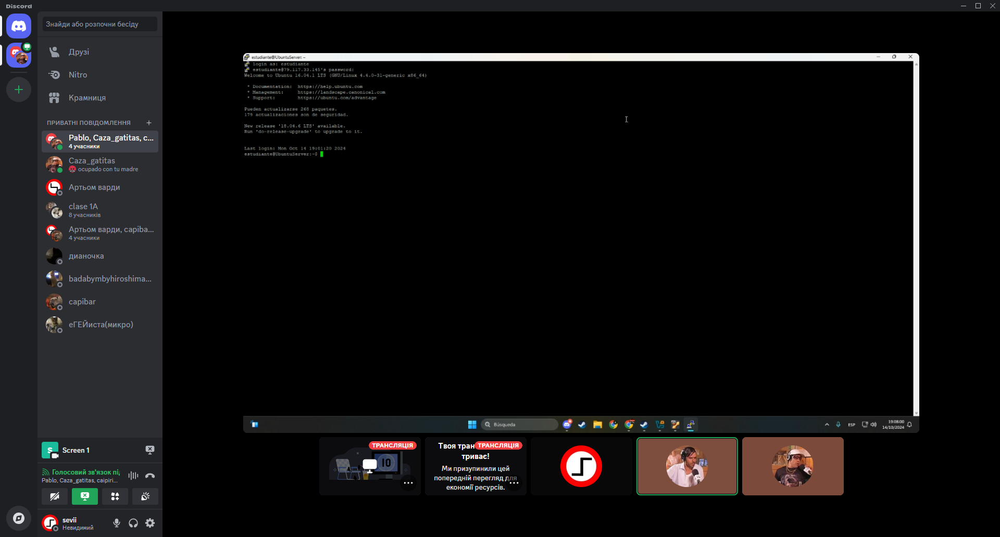 Discord
Знайди або розпочни бесіду
Друзі
Nitro
Крамниця
ПРИВАТНІ ПОВІДОМЛЕННЯ
Pablo, Caza_gatitas, c...
4 учасники
Caza_gatitas
ocupado con tu madre
Артьом варди
clase 1A
8 учасників
Артьом варди, capiba...
4 учасники
дианочка
badabymbyhiroshima...
capibar
еГЕЙиста(микро)
S
Screen 1
Голосовий зв'язок пі,
Pablo, Caza_gatitas, caipiri...
sevii
Невидимий
estudiante@UbuntuServer: ~
login as: estudiante
estudiante@79.117.33.145's password:
Welcome to Ubuntu 16.04.1 LTS (GNU/Linux 4.4.0-31-generic x86_64)
* Documentation:  https://help.ubuntu.com
* Management:     https://landscape.canonical.com
* Support:        https://ubuntu.com/advantage
Pueden actualizarse 268 paquetes.
179 actualizaciones son de seguridad.
New release '18.04.6 LTS' available.
Run 'do-release-upgrade' to upgrade to it.
Last login: Mon Oct 14 19:01:20 2024
estudiante@UbuntuServer:~$
Búsqueda
ESP
19:08:00
14/10/2024
ТРАНСЛЯЦІЯ
10
Твоя тран
ТРАНСЛЯЦІЯ
триває!
Ми призупинили цей
попередній перегляд для
економії ресурсів.